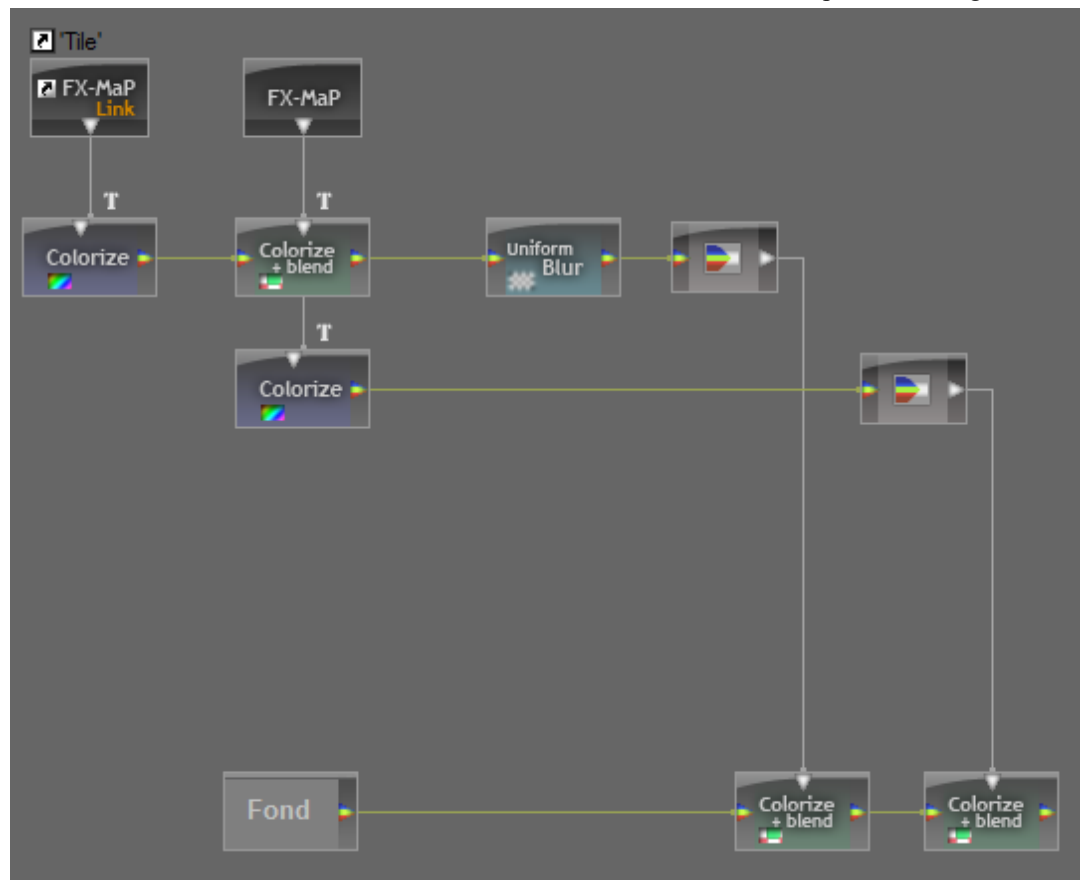 'Tile'
FX-MaP
Link
FX-MaP
T
T
Colorize
Colorize
+ blend
Uniform
Blur
T
Colorize
Fond
Colorize
+ blend
Colorize
+ blend